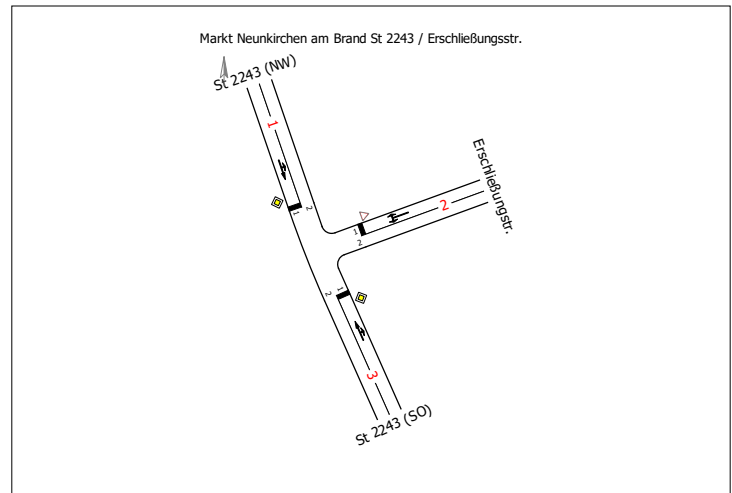 Markt Neunkirchen am Brand St 2243 / Erschließungsstr.
St 2243 (NW)
1
1
2
Erschließungstr.
2
1
2
2
1
3
St 2243 (SO)